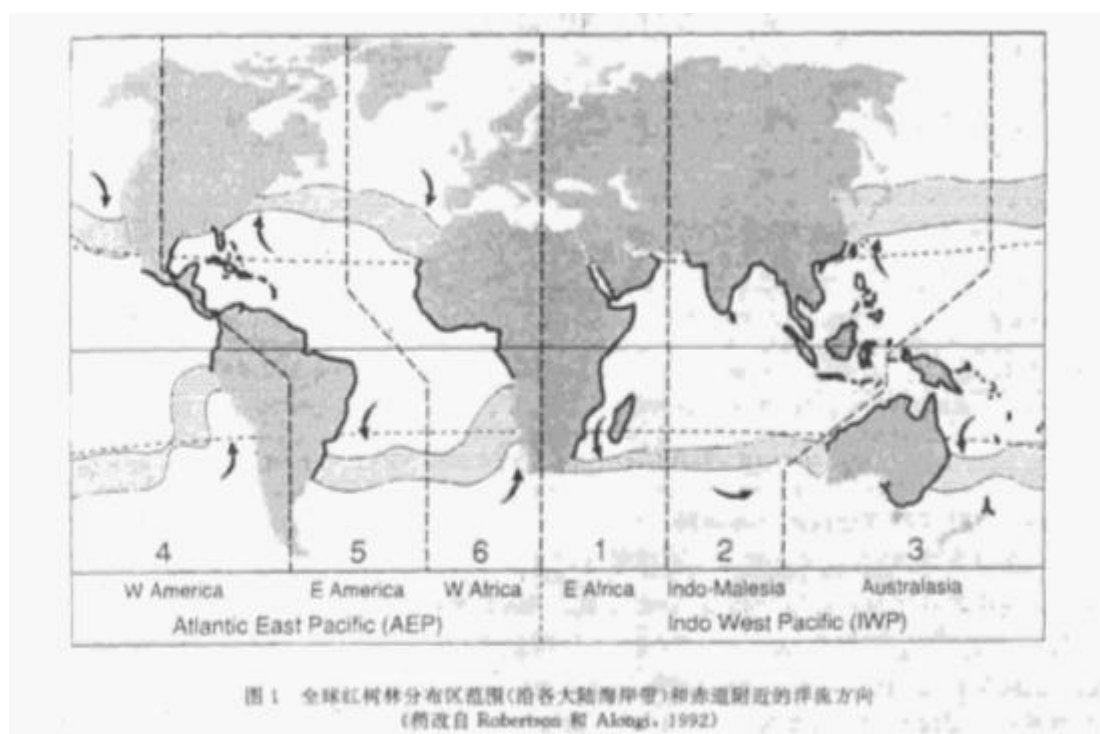 4 5 6 1 2 3
W America E America W Africa E Africa Indo-Malesia Australasia
Atlantic East Pacific (AEP) Indo West Pacific (IWP)
图 1 全球红树林分布区范围(沿各大陆海岸带)和赤道附近的洋流方向
(稍改自 Robertson 和 Alongi, 1992)